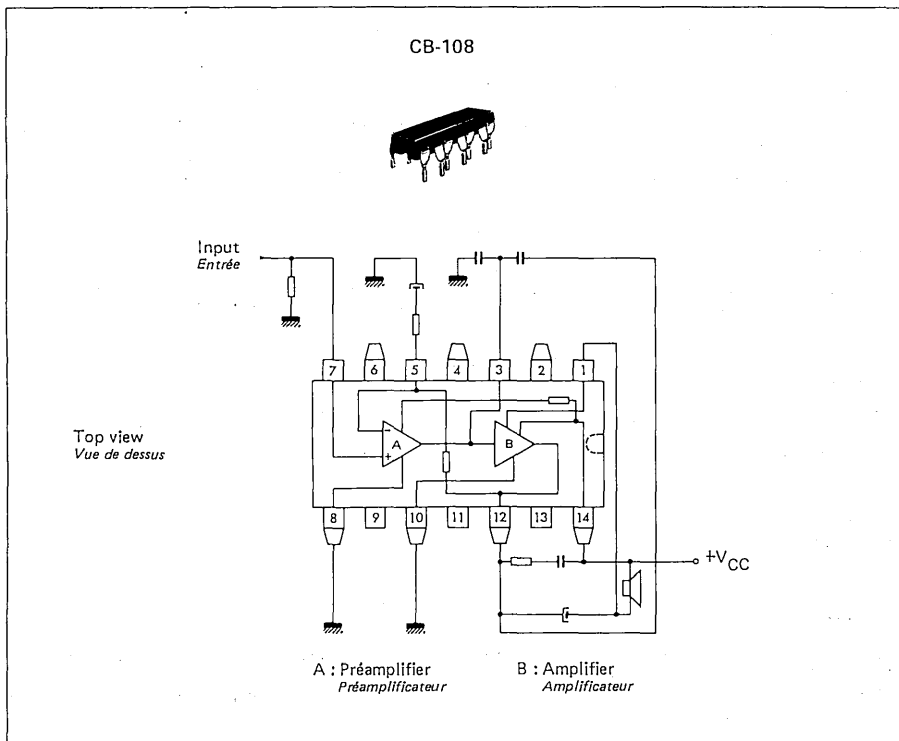 CB-108
Input
Entrée
7 6 5 4 3 2 1
A B
Top view
Vue de dessus
8 9 10 11 12 13 14
+VCC
A : Préamplifier B : Amplifier
Préamplificateur Amplificateur